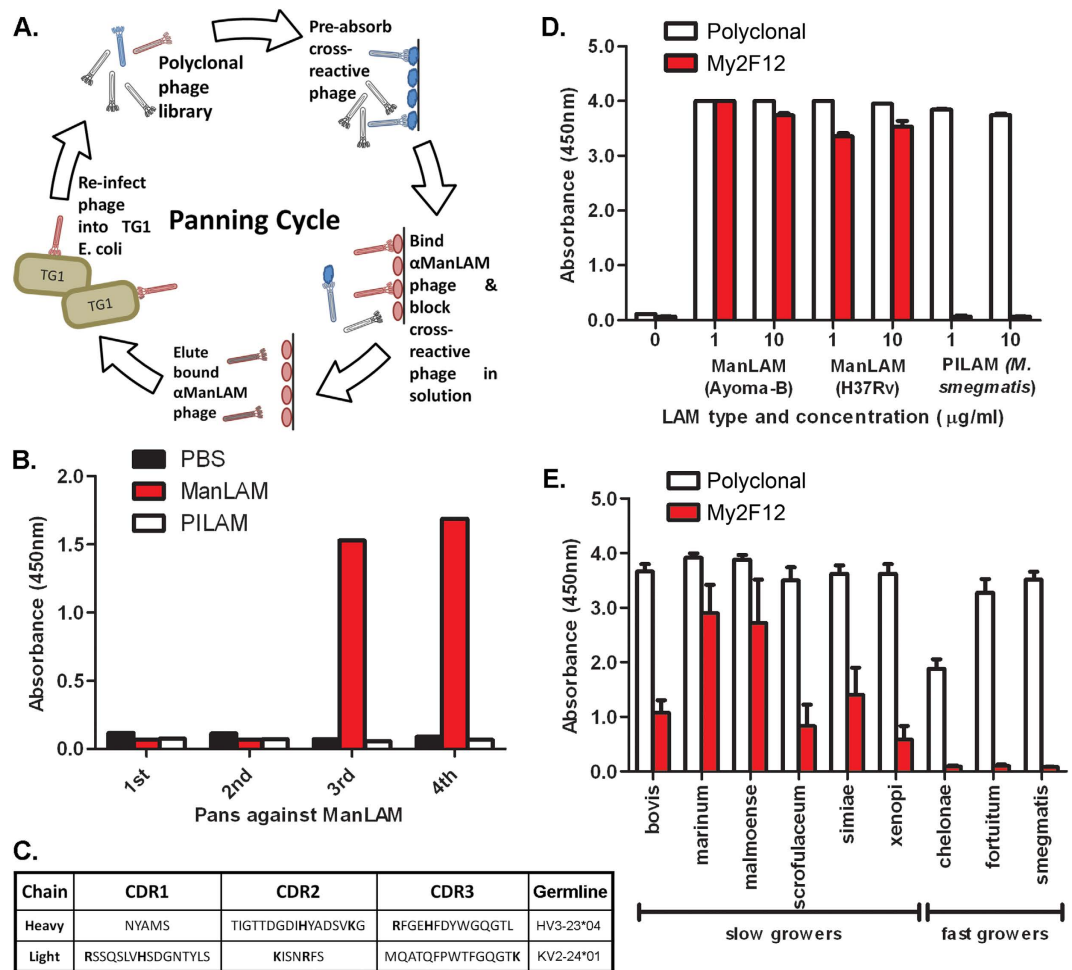 A.
Polyclonal
phage
library
Pre-absorb
cross-
reactive
phage
Bind
αManLAM
phage &
block
cross-
reactive
phage in
solution
Elute
bound
αManLAM
phage
TG1
TG1
Re-infect
phage
into TG1
E. coli
Panning Cycle
B.
PBS
ManLAM
PILAM
Absorbance (450nm)
2.0
1.5
1.0
0.5
0.0
1st 2nd 3rd 4th
Pans against ManLAM
C.
Chain CDR1 CDR2 CDR3 Germline
Heavy NYAMS TIGTTDGDIHYADSVKG RFGEHFDYWGQGTL HV3-23*04
Light RSSQSLVHSDGNTYLS KISNRFS MQATQFPWTFGQGTK KV2-24*01
D.
Polyclonal
My2F12
Absorbance (450nm)
5.0
4.0
3.0
2.0
1.0
0.0
0 1 10 1 10 1 10
ManLAM
(Ayoma-B)
ManLAM
(H37Rv)
PILAM (M.
smegmatis)
LAM type and concentration ( μg/ml)
E.
Polyclonal
My2F12
Absorbance (450nm)
5.0
4.0
3.0
2.0
1.0
0.0
bovis
marinum
malmoense
scrofulaceum
simiae
xenopi
chelonae
fortuitum
smegmatis
slow growers
fast growers